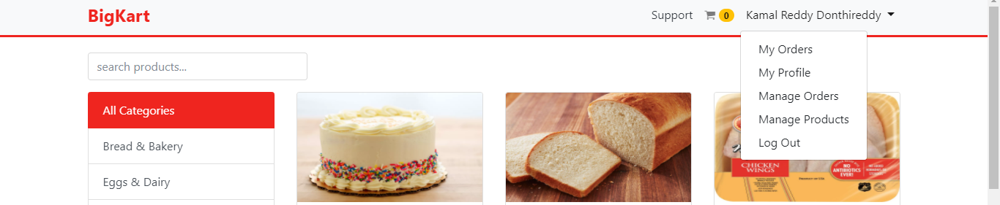 BigKart
Support
0
Kamal Reddy Donthireddy
My Orders
My Profile
Manage Orders
Manage Products
Log Out
search products...
All Categories
Bread & Bakery
Eggs & Dairy
CHICKEN
WINGS
NO
ANTIBIOTICS
EVER!